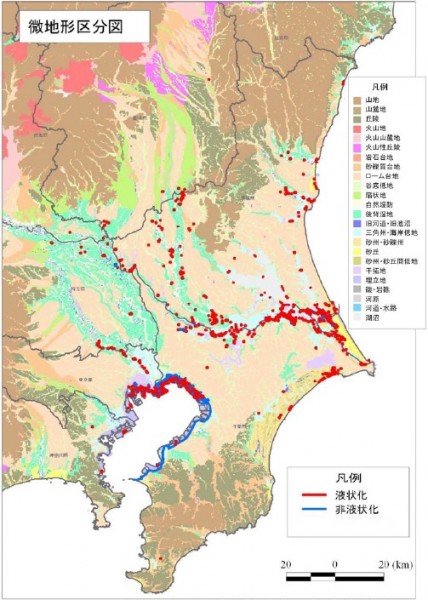 微地形区分図
凡例
山地
山麓地
丘陵
火山地
火山山麓地
火山性丘陵
岩石台地
砂礫質台地
ローム台地
谷底低地
扇状地
自然堤防
後背湿地
旧河道・旧池沼
三角州・海岸低地
砂州・砂礫州
砂丘
砂州・砂丘間低地
干拓地
埋立地
磯・岩礁
河原
河道・水路
湖沼
凡例
液状化
非液状化
20 0 20 (km)